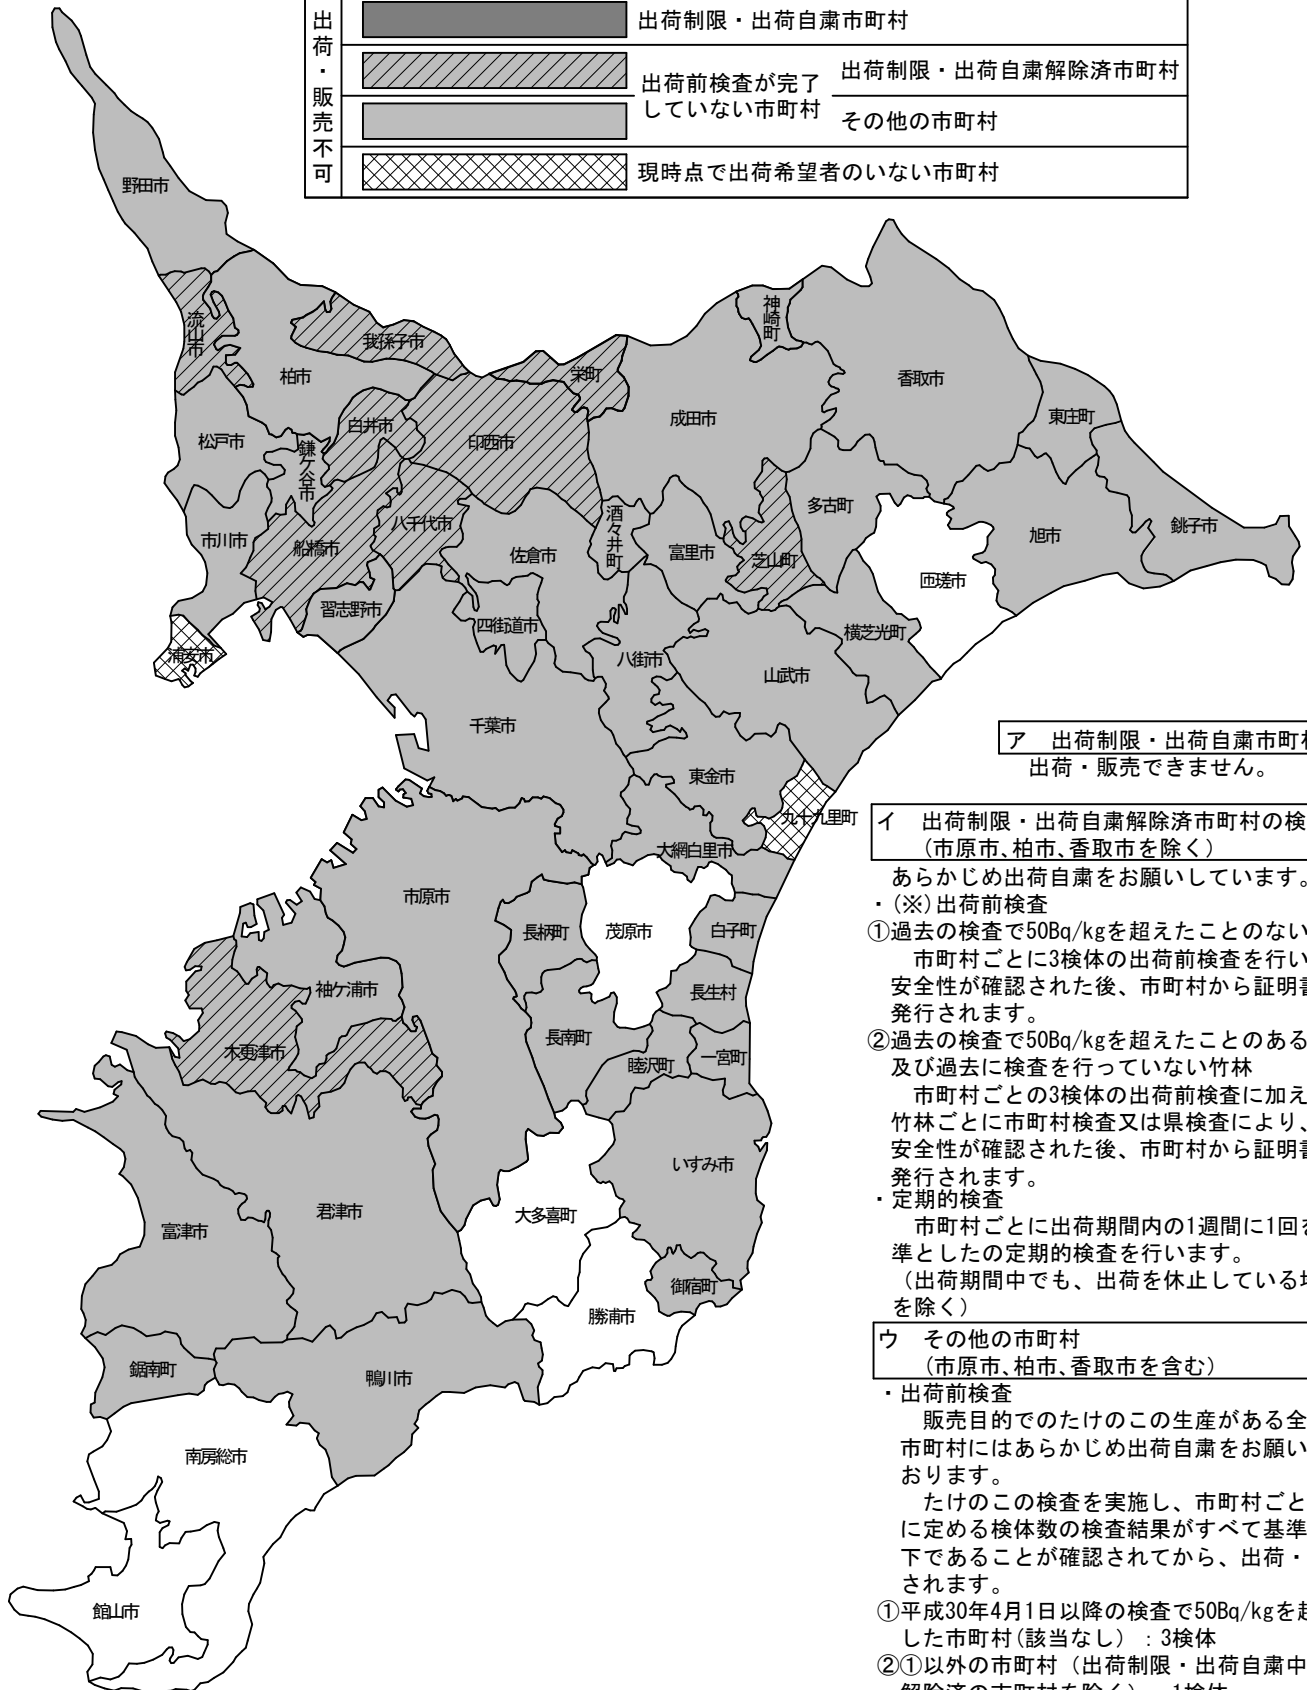 出荷・販売不可
出荷制限・出荷自粛市町村
出荷前検査が完了
していない市町村
出荷制限・出荷自粛解除済市町村
その他の市町村
現時点で出荷希望者のいない市町村
野田市
流山市
我孫子市
柏市
栄町
神崎町
香取市
成田市
東庄町
松戸市
鎌ケ谷市
白井市
印西市
多古町
銚子市
旭市
市川市
船橋市
八千代市
佐倉市
酒々井町
富里市
芝山町
匝瑳市
習志野市
四街道市
横芝光町
浦安市
八街市
山武市
千葉市
東金市
九十九里町
大網白里市
市原市
長柄町
茂原市
白子町
袖ケ浦市
長生村
木更津市
長南町
睦沢町
一宮町
いすみ市
君津市
富津市
大多喜町
御宿町
勝浦市
鋸南町
鴨川市
南房総市
館山市
ア　出荷制限・出荷自粛市町村
出荷・販売できません。
イ　出荷制限・出荷自粛解除済市町村の検
(市原市､柏市､香取市を除く)
あらかじめ出荷自粛をお願いしています。
・(※)出荷前検査
①過去の検査で50Bq/kgを超えたことのない
市町村ごとに3検体の出荷前検査を行い
安全性が確認された後、市町村から証明書
発行されます。
②過去の検査で50Bq/kgを超えたことのある
及び過去に検査を行っていない竹林
市町村ごとの3検体の出荷前検査に加え
竹林ごとに市町村検査又は県検査により、
安全性が確認された後、市町村から証明書
発行されます。
・定期的検査
市町村ごとに出荷期間内の1週間に1回を
準としたの定期的検査を行います。
（出荷期間中でも、出荷を休止している場
を除く）
ウ　その他の市町村
(市原市､柏市､香取市を含む)
・出荷前検査
販売目的でのたけのこの生産がある全
市町村にはあらかじめ出荷自粛をお願い
おります。
たけのこの検査を実施し、市町村ごと
に定める検体数の検査結果がすべて基準
下であることが確認されてから、出荷・
されます。
①平成30年4月1日以降の検査で50Bq/kgを超
した市町村(該当なし）：3検体
②①以外の市町村（出荷制限・出荷自粛中
解除済の市町村を除く）：1検体